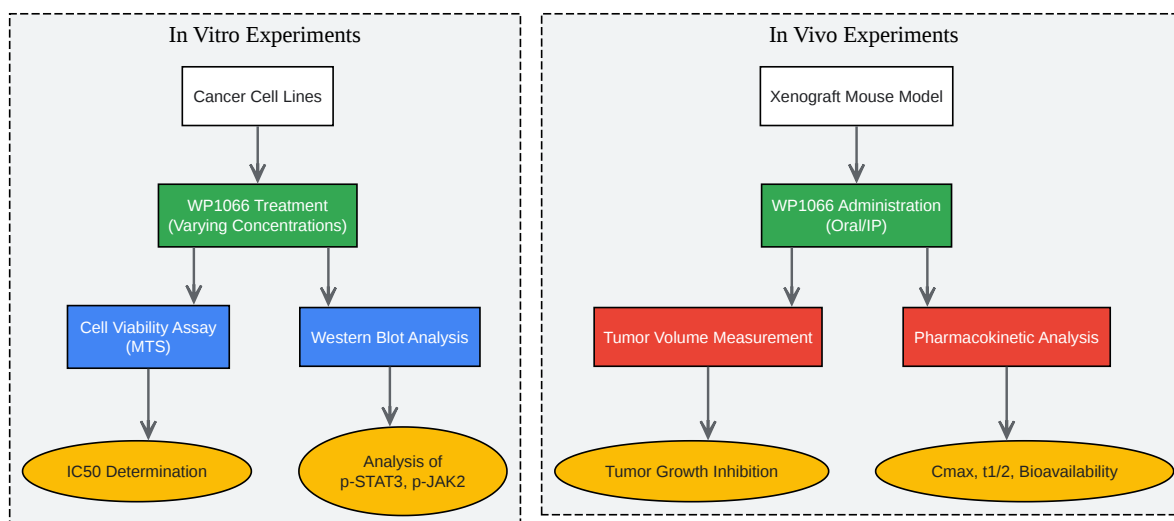 In Vitro Experiments
Cancer Cell Lines
WP1066 Treatment
(Varying Concentrations)
Cell Viability Assay
(MTS)
Western Blot Analysis
IC50 Determination
Analysis of
p-STAT3, p-JAK2
In Vivo Experiments
Xenograft Mouse Model
WP1066 Administration
(Oral/IP)
Tumor Volume Measurement
Pharmacokinetic Analysis
Tumor Growth Inhibition
Cmax, t1/2, Bioavailability